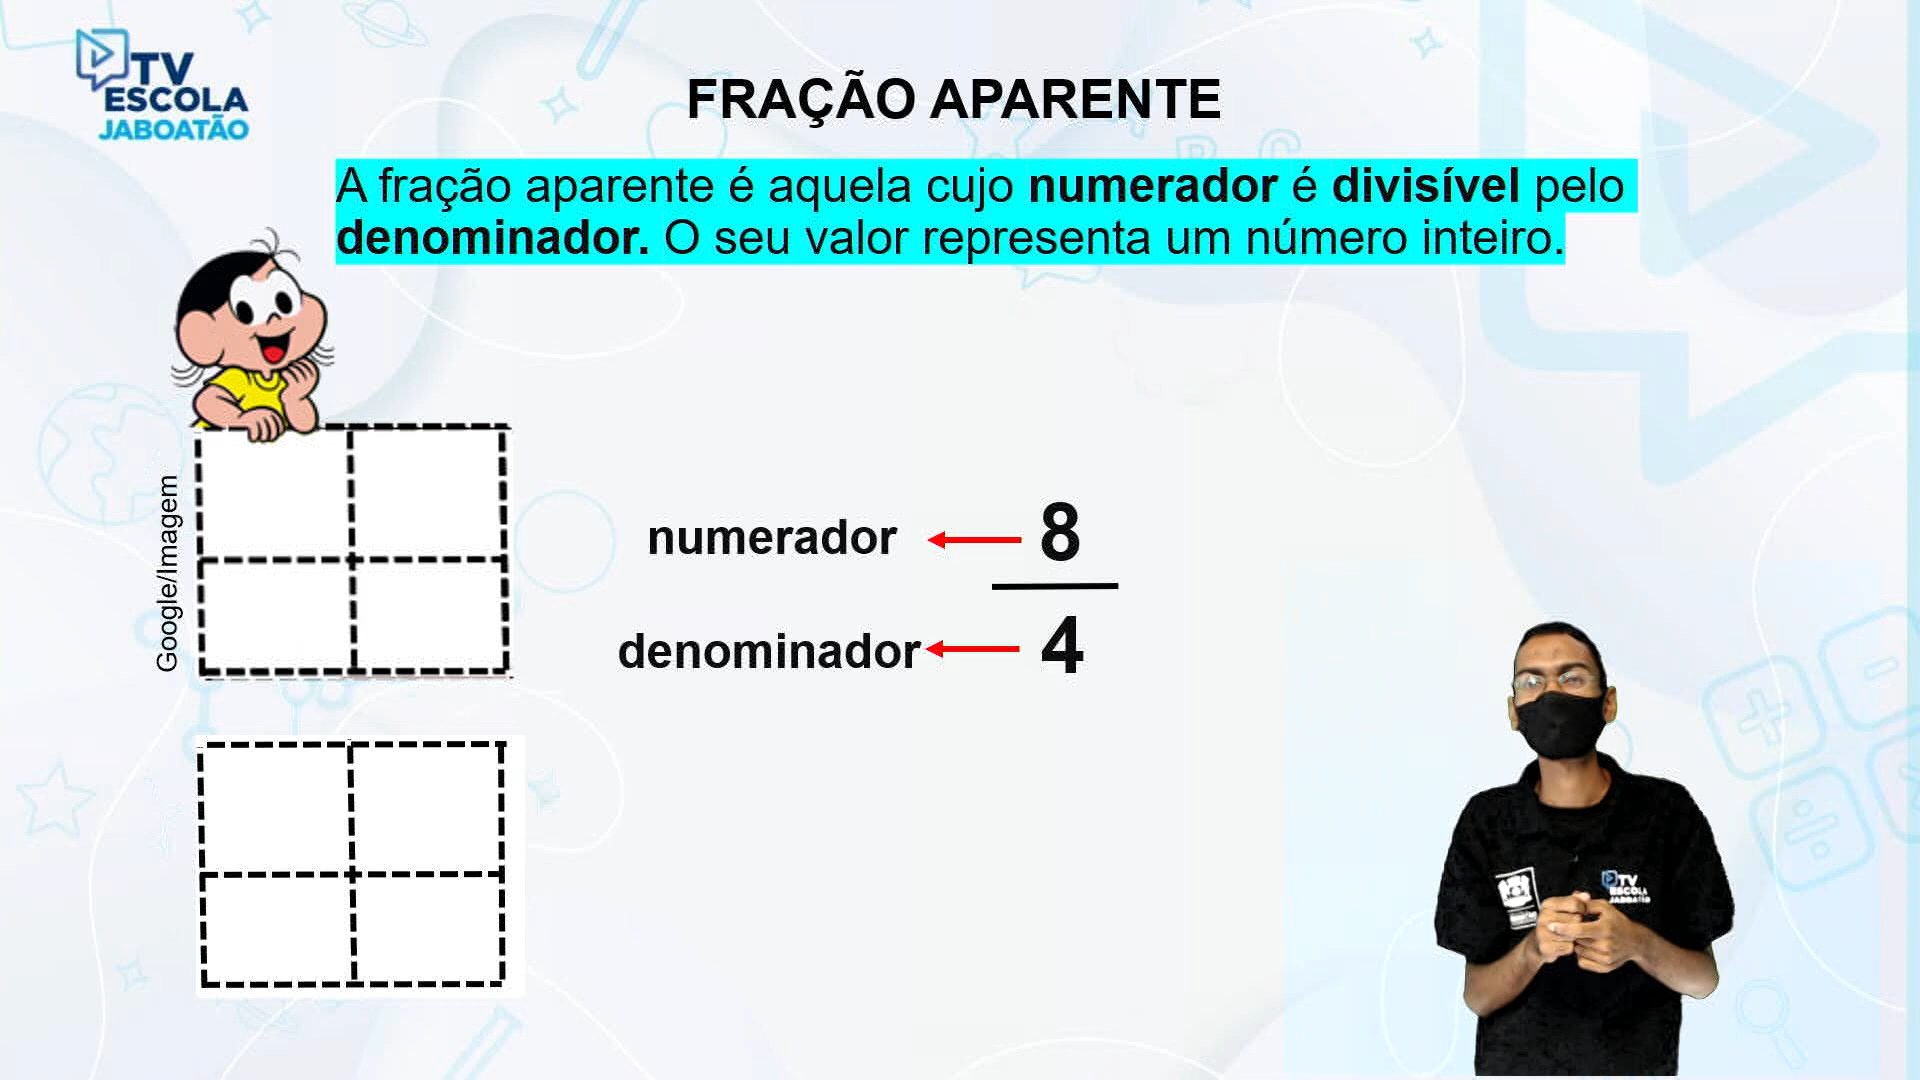 TV
ESCOLA
JABOATÃO
FRAÇÃO APARENTE
A fração aparente é aquela cujo numerador é divisível pelo
denominador. O seu valor representa um número inteiro.
Google/Imagem
numerador
8
denominador
4
TV
ESCOLA
JABOATÃO